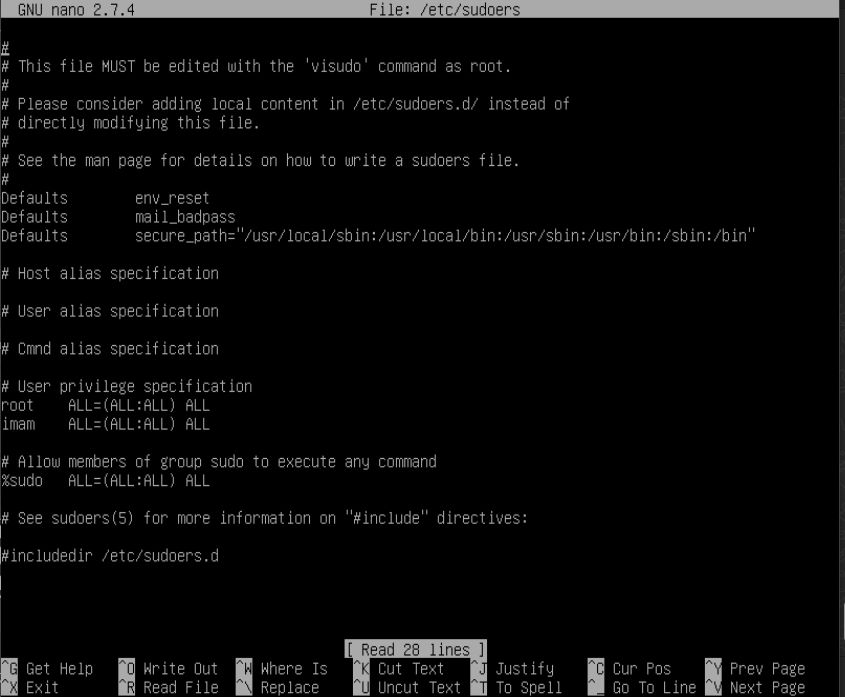 GNU nano 2.7.4 File: /etc/sudoers
#
# This file MUST be edited with the 'visudo' command as root.
#
# Please consider adding local content in /etc/sudoers.d/ instead of
# directly modifying this file.
#
# See the man page for details on how to write a sudoers file.
#
Defaults env_reset
Defaults mail_badpass
Defaults secure_path="/usr/local/sbin:/usr/local/bin:/usr/sbin:/usr/bin:/sbin:/bin"
# Host alias specification
# User alias specification
# Cmnd alias specification
# User privilege specification
root ALL=(ALL:ALL) ALL
imam ALL=(ALL:ALL) ALL
# Allow members of group sudo to execute any command
%sudo ALL=(ALL:ALL) ALL
# See sudoers(5) for more information on "#include" directives:
#includedir /etc/sudoers.d
[ Read 28 lines ]
^G Get Help ^O Write Out ^W Where Is ^K Cut Text ^J Justify ^C Cur Pos ^Y Prev Page
^X Exit ^R Read File ^\ Replace ^U Uncut Text ^T To Spell ^_ Go To Line ^V Next Page